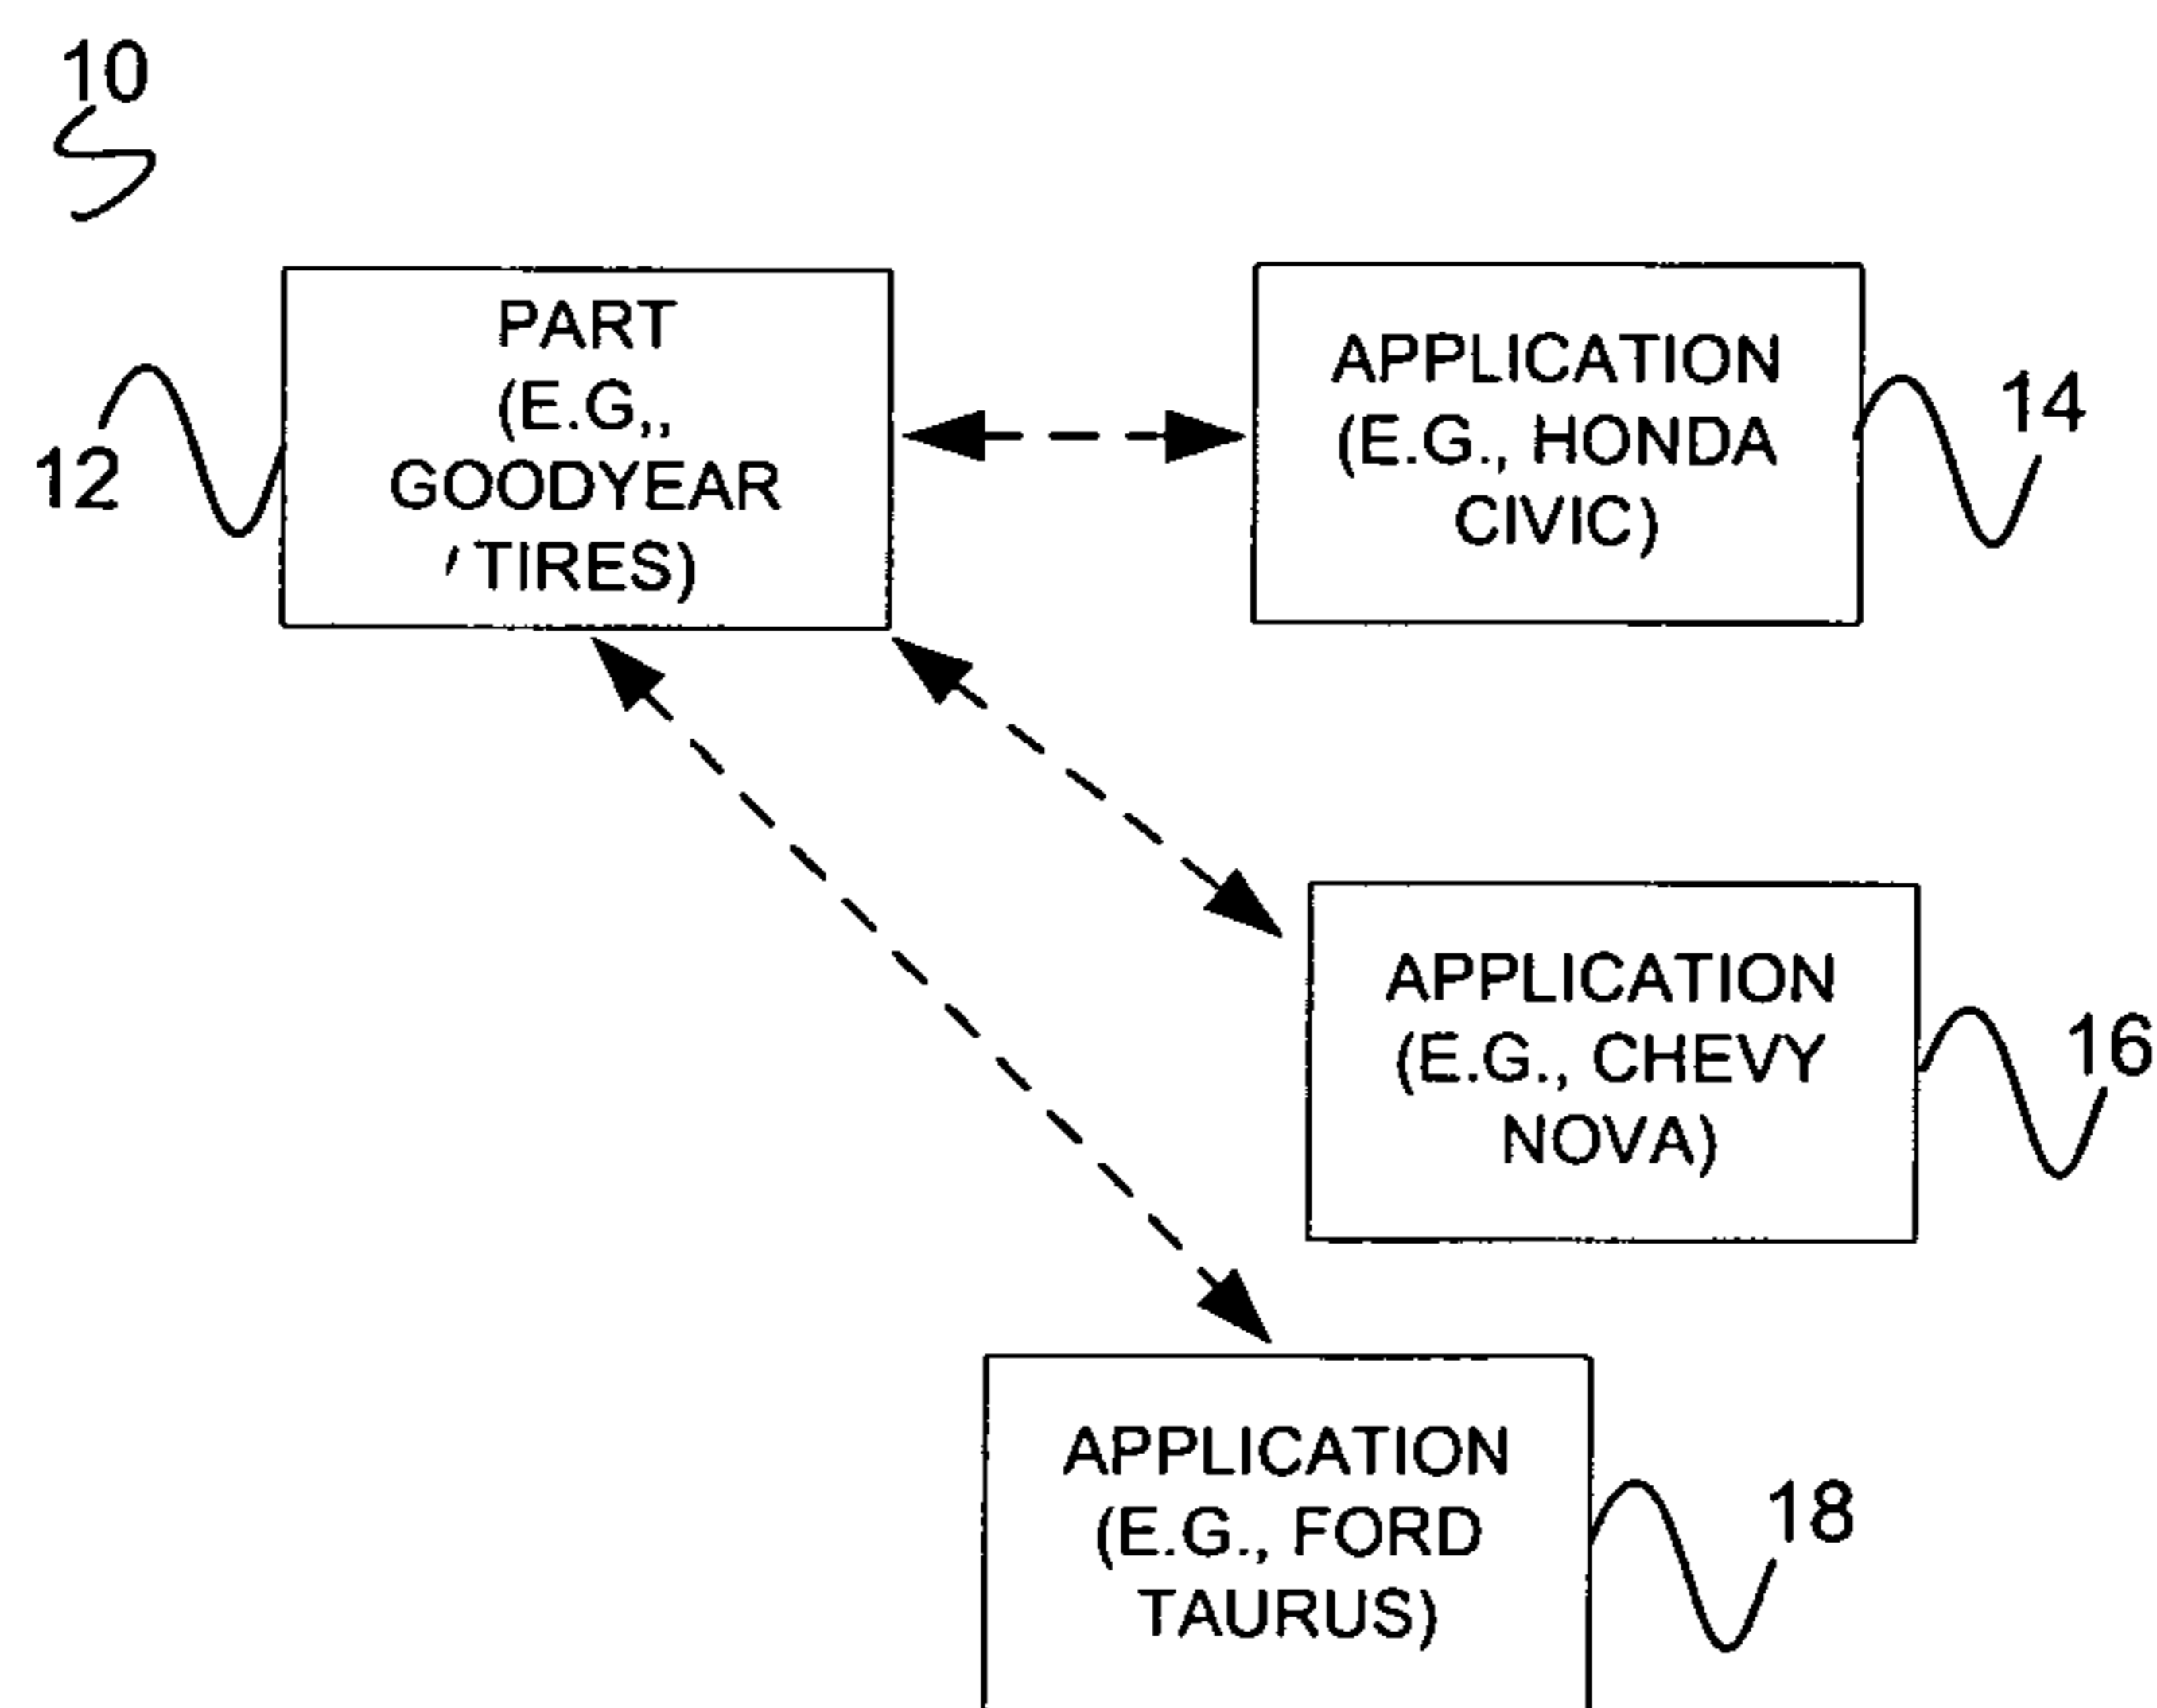 10
PART
(E.G,,
GOODYEAR
TIRES)
12
APPLICATION
(E.G., HONDA
CIVIC)
14
APPLICATION
(E.G., CHEVY
NOVA)
16
APPLICATION
(E.G., FORD
TAURUS)
18